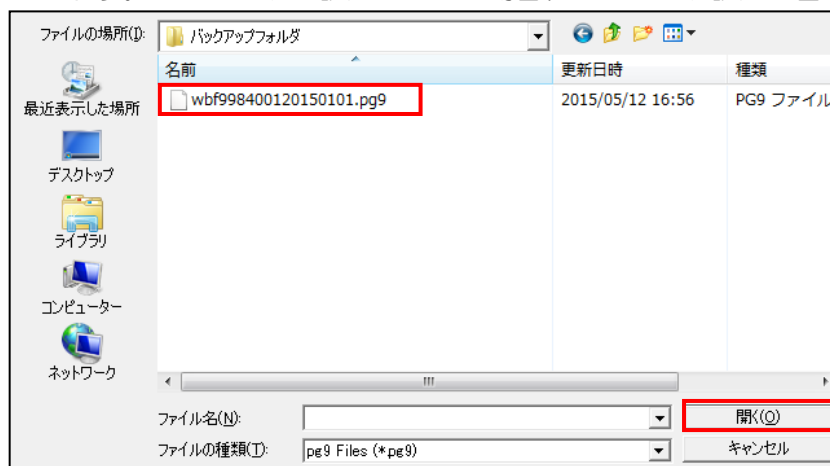 ファイルの場所(I):
バックアップフォルダ
名前
更新日時
種類
wbf998400120150101.pg9
2015/05/12 16:56
PG9 ファイル
最近表示した場所
デスクトップ
ライブラリ
コンピューター
ネットワーク
ファイル名(N):
開く(O)
ファイルの種類(T):
pg9 Files (*.pg9)
キャンセル